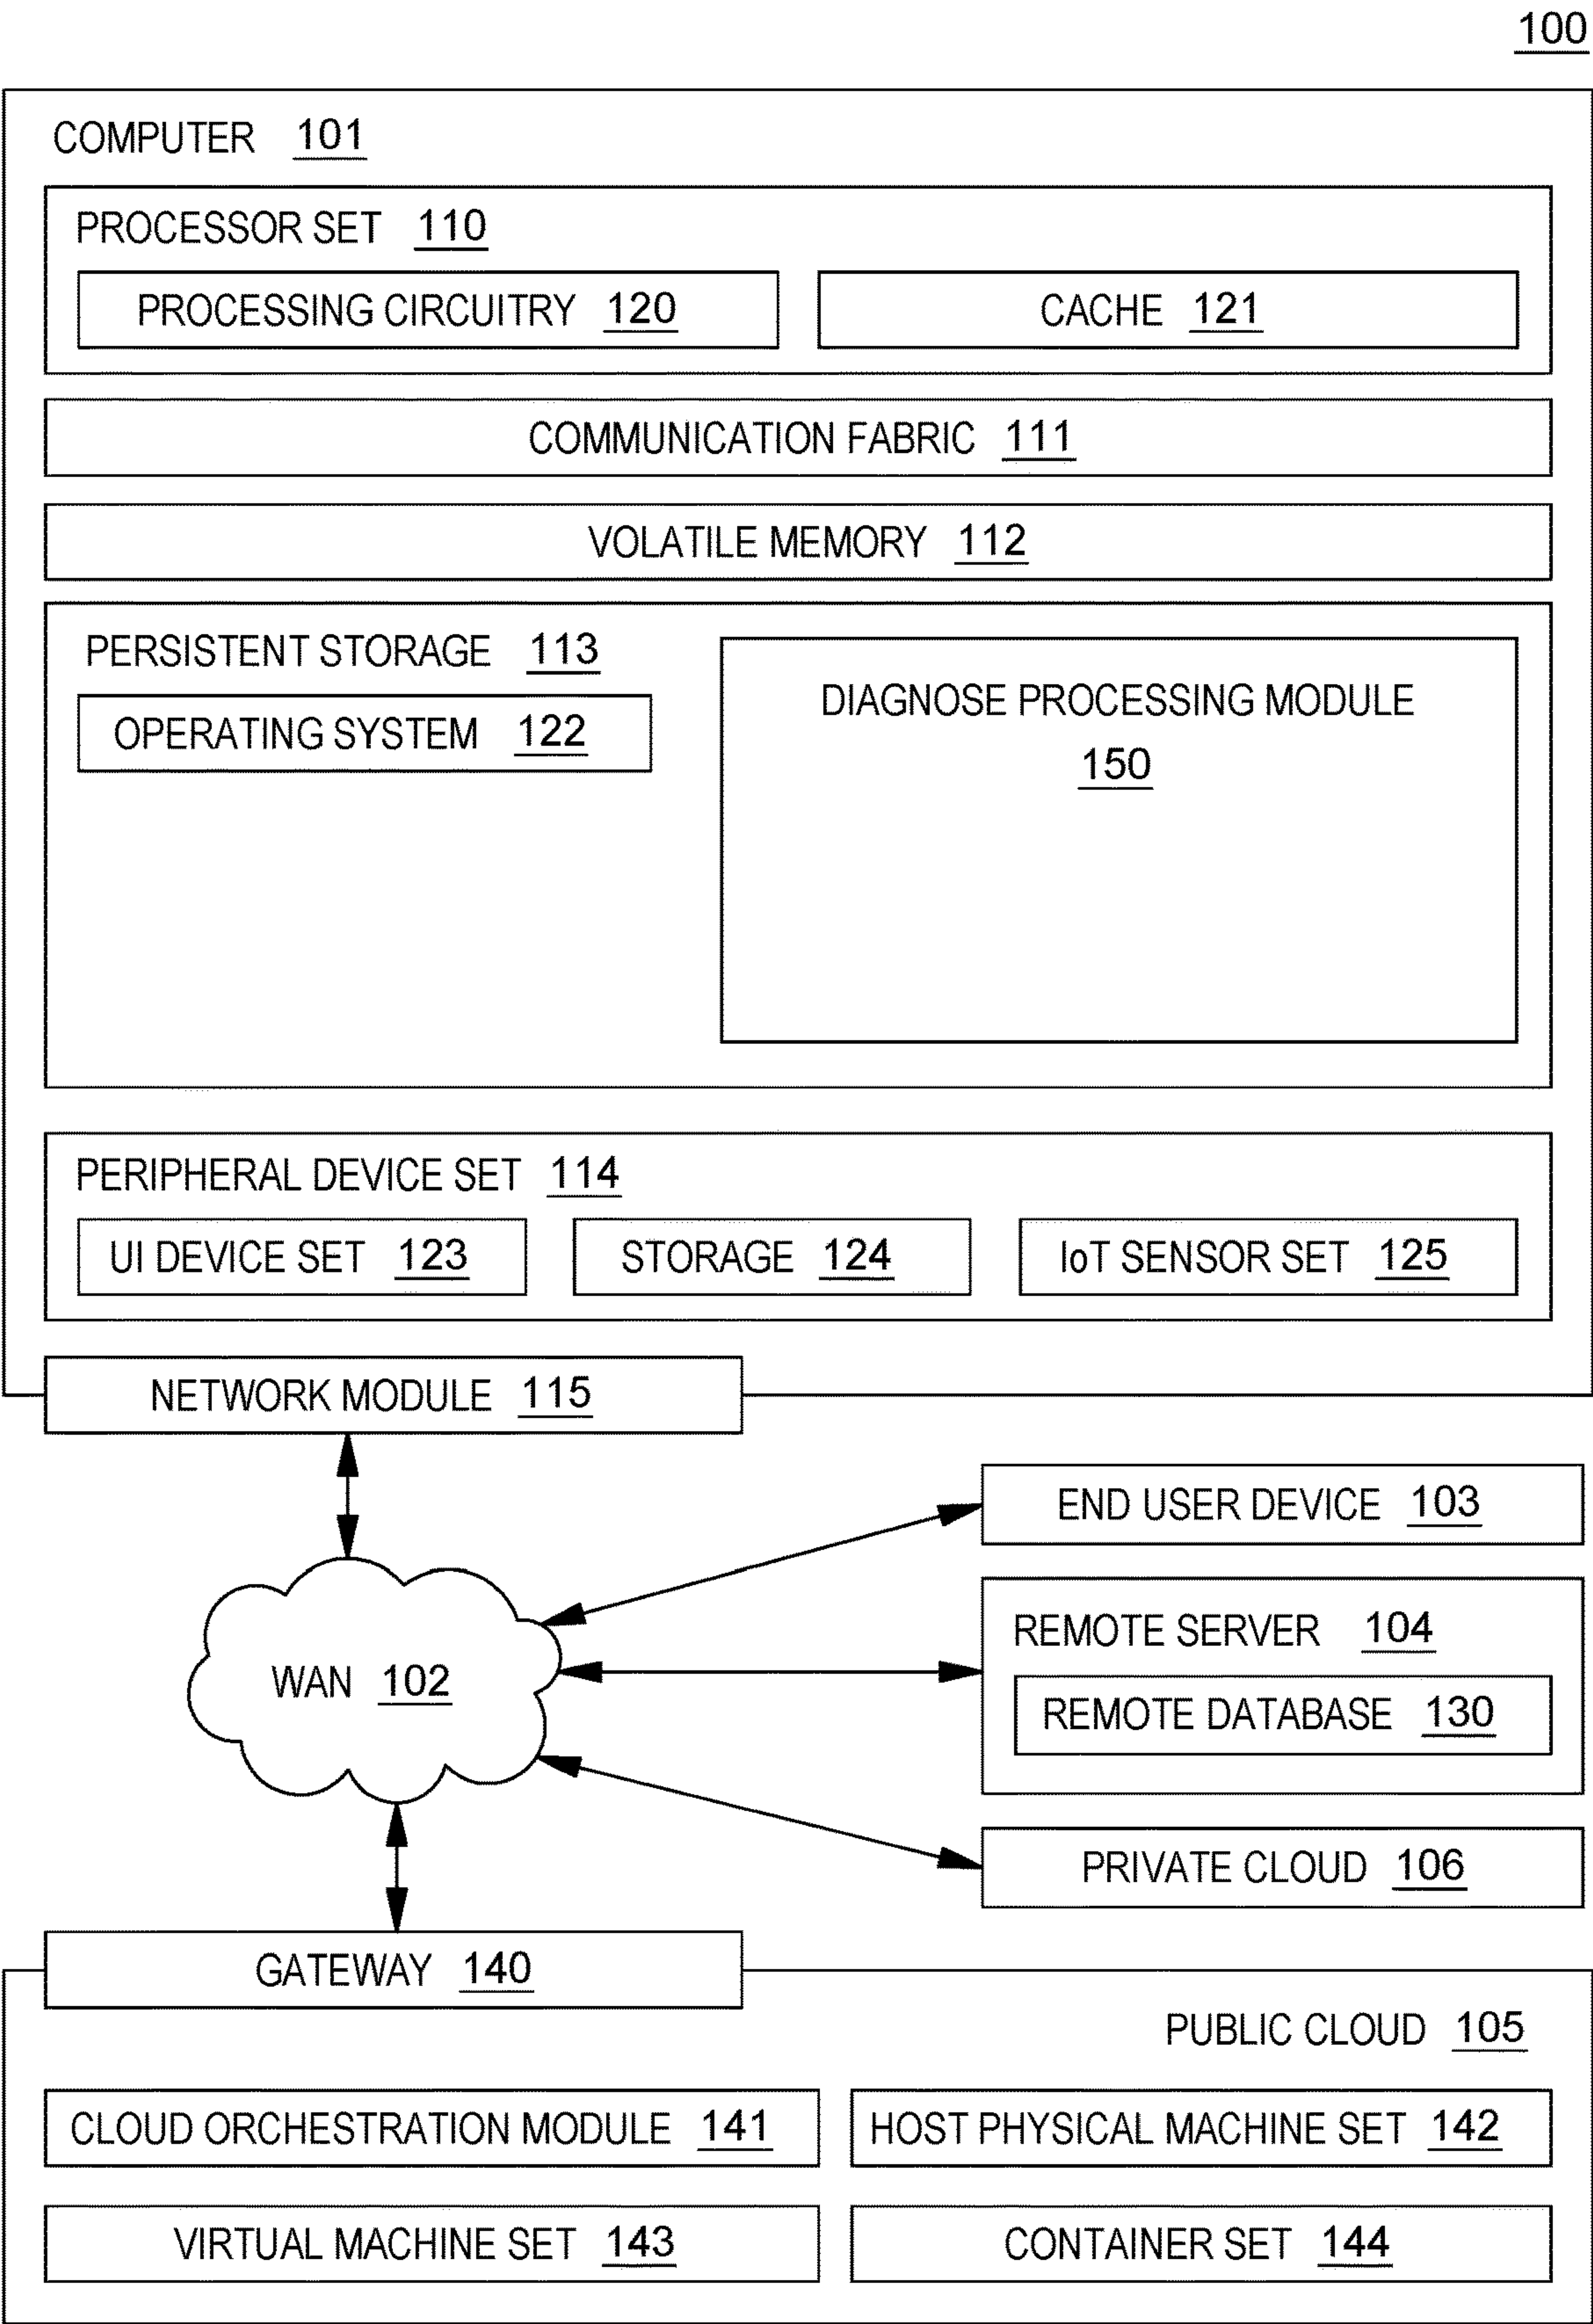 100
COMPUTER 101
PROCESSOR SET 110
PROCESSING CIRCUITRY 120
CACHE 121
COMMUNICATION FABRIC 111
VOLATILE MEMORY 112
PERSISTENT STORAGE 113
OPERATING SYSTEM 122
DIAGNOSE PROCESSING MODULE
150
PERIPHERAL DEVICE SET 114
UI DEVICE SET 123
STORAGE 124
IoT SENSOR SET 125
NETWORK MODULE 115
END USER DEVICE 103
REMOTE SERVER 104
WAN 102
REMOTE DATABASE 130
PRIVATE CLOUD 106
GATEWAY 140
PUBLIC CLOUD 105
CLOUD ORCHESTRATION MODULE 141
HOST PHYSICAL MACHINE SET 142
VIRTUAL MACHINE SET 143
CONTAINER SET 144